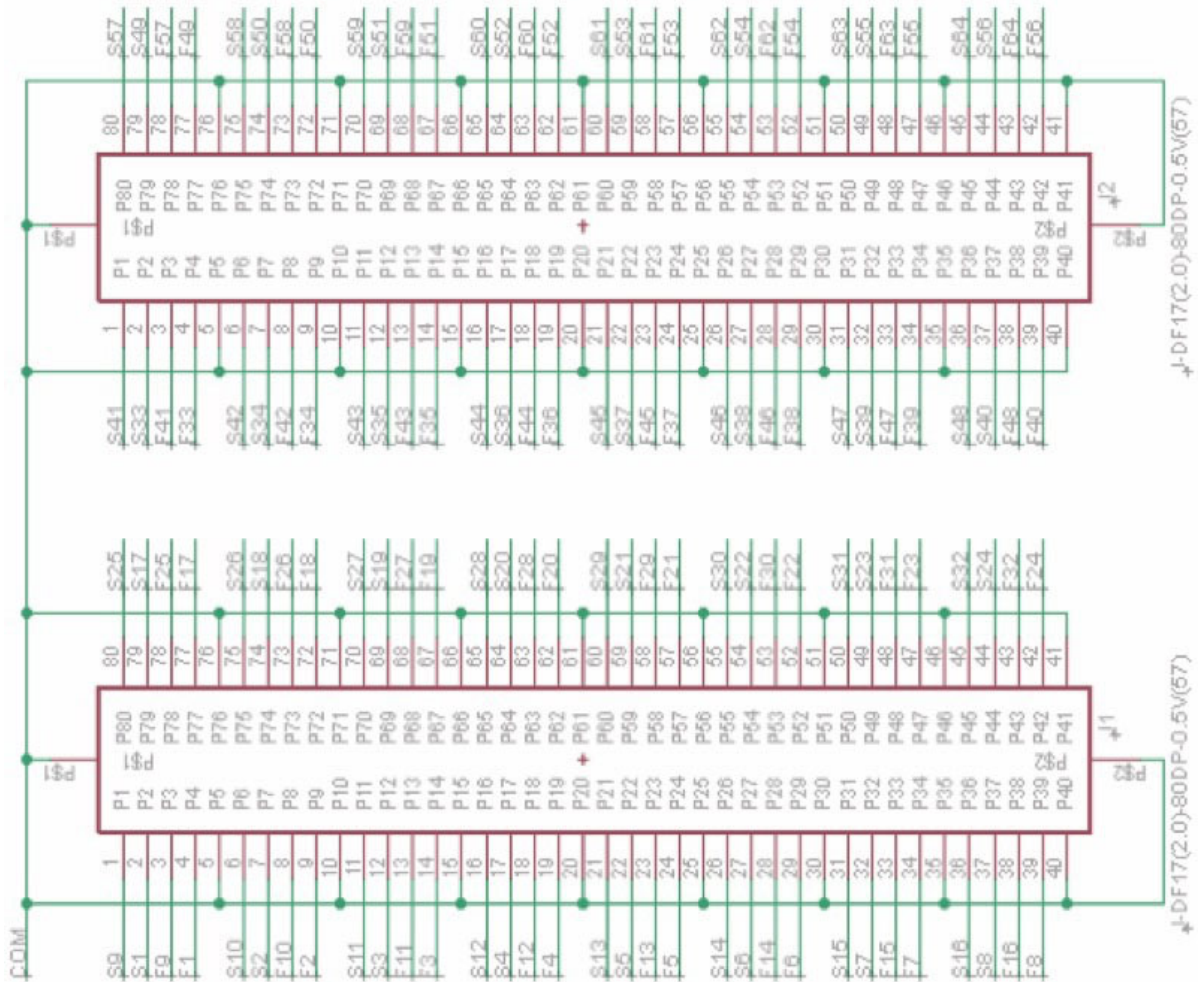 S57 S49 F57 F49 S58 S50 F58 F50 S59 S51 F59 F51 S60 S52 F60 F52 S61 S53 F61 F53 S62 S54 F62 F54 S63 S55 F63 F55 S64 S56 F64 F56
80 79 78 77 76 75 74 73 72 71 70 69 68 67 66 65 64 63 62 61 60 59 58 57 56 55 54 53 52 51 50 49 48 47 46 45 44 43 42 41
P80 P79 P78 P77 P76 P75 P74 P73 P72 P71 P70 P69 P68 P67 P66 P65 P64 P63 P62 P61 P60 P59 P58 P57 P56 P55 P54 P53 P52 P51 P50 P49 P48 P47 P46 P45 P44 P43 P42 P41
J2
P$1 P$1 P$2 P$2
P1 P2 P3 P4 P5 P6 P7 P8 P9 P10 P11 P12 P13 P14 P15 P16 P17 P18 P19 P20 P21 P22 P23 P24 P25 P26 P27 P28 P29 P30 P31 P32 P33 P34 P35 P36 P37 P38 P39 P40
1 2 3 4 5 6 7 8 9 10 11 12 13 14 15 16 17 18 19 20 21 22 23 24 25 26 27 28 29 30 31 32 33 34 35 36 37 38 39 40
J-DF17(2.0)-80DP-0.5V(57)
S41 S33 F41 F33 S42 S34 F42 F34 S43 S35 F43 F35 S44 S36 F44 F36 S45 S37 F45 F37 S46 S38 F46 F38 S47 S39 F47 F39 S48 S40 F48 F40
S25 S17 F25 F17 S26 S18 F26 F18 S27 S19 F27 F19 S28 S20 F28 F20 S29 S21 F29 F21 S30 S22 F30 F22 S31 S23 F31 F23 S32 S24 F32 F24
80 79 78 77 76 75 74 73 72 71 70 69 68 67 66 65 64 63 62 61 60 59 58 57 56 55 54 53 52 51 50 49 48 47 46 45 44 43 42 41
P80 P79 P78 P77 P76 P75 P74 P73 P72 P71 P70 P69 P68 P67 P66 P65 P64 P63 P62 P61 P60 P59 P58 P57 P56 P55 P54 P53 P52 P51 P50 P49 P48 P47 P46 P45 P44 P43 P42 P41
J1
P$1 P$1 P$2 P$2
P1 P2 P3 P4 P5 P6 P7 P8 P9 P10 P11 P12 P13 P14 P15 P16 P17 P18 P19 P20 P21 P22 P23 P24 P25 P26 P27 P28 P29 P30 P31 P32 P33 P34 P35 P36 P37 P38 P39 P40
1 2 3 4 5 6 7 8 9 10 11 12 13 14 15 16 17 18 19 20 21 22 23 24 25 26 27 28 29 30 31 32 33 34 35 36 37 38 39 40
J-DF17(2.0)-80DP-0.5V(57)
COM
S9 S1 F9 F1 S10 S2 F10 F2 S11 S3 F11 F3 S12 S4 F12 F4 S13 S5 F13 F5 S14 S6 F14 F6 S15 S7 F15 F7 S16 S8 F16 F8